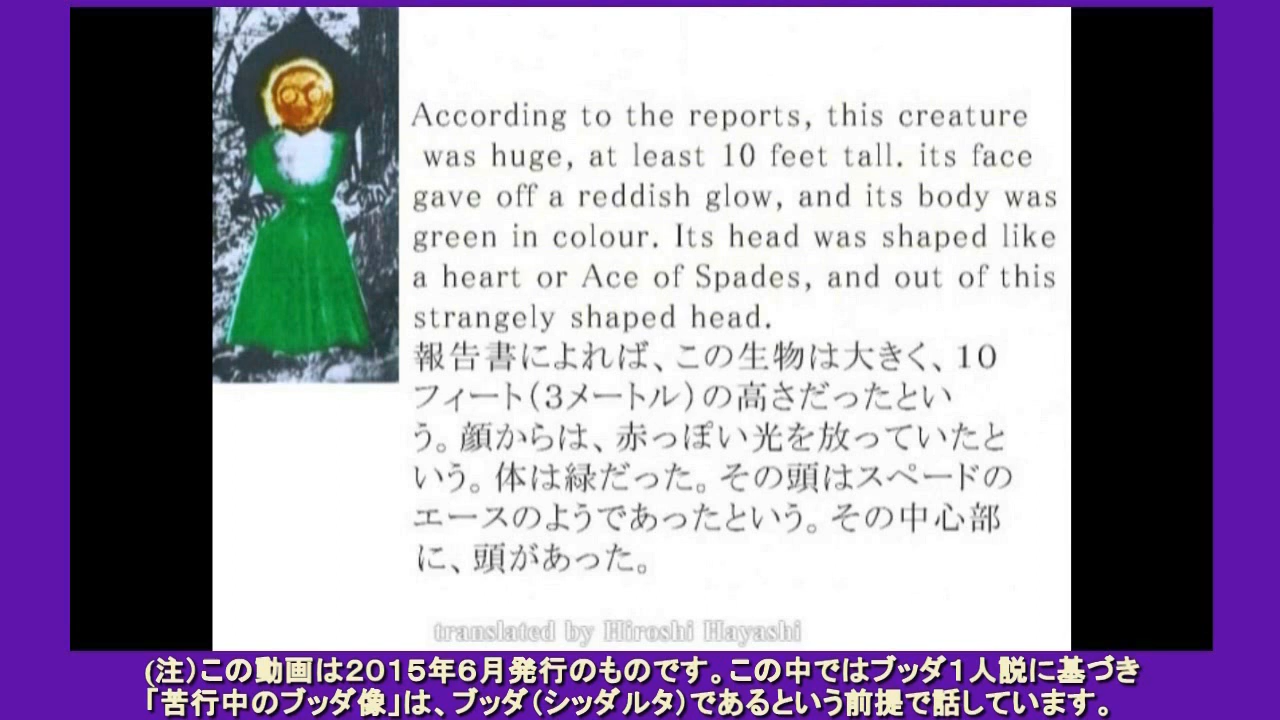 According to the reports, this creature
was huge, at least 10 feet tall. its face
gave off a reddish glow, and its body was
green in colour. Its head was shaped like
a heart or Ace of Spades, and out of this
strangely shaped head.
報告書によれば、この生物は大きく、10
フィート(3メートル)の高さだったとい
う。顔からは、赤っぽい光を放っていたと
いう。体は緑だった。その頭はスペードの
エースのようであったという。その中心部
に、頭があった。
translated by Hiroshi Hayashi
(注)この動画は2015年6月発行のものです。この中ではブッダ1人説に基づき
「苦行中のブッダ像」は、ブッダ(シッダルタ)であるという前提で話しています。